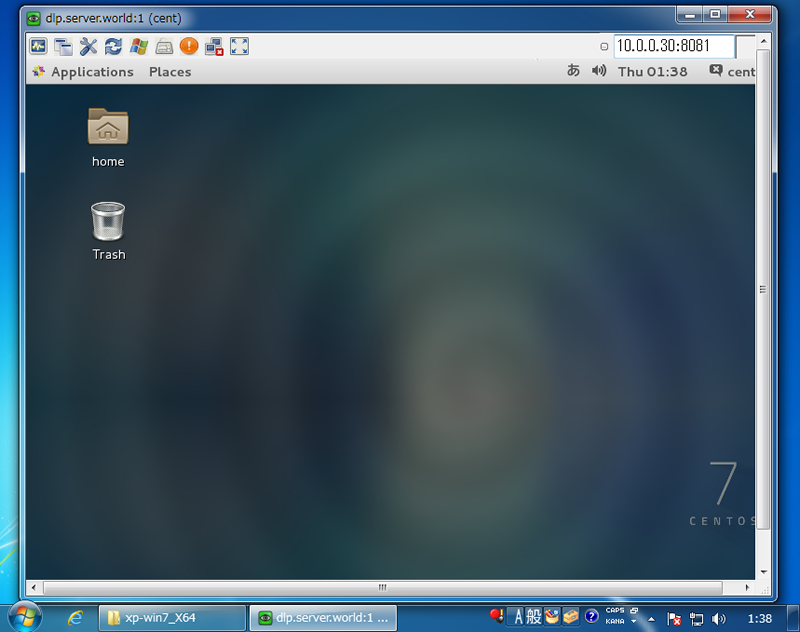 dlp.server.world:1 (cent)
10.0.0.30:8081
Applications Places あ Thu 01:38 cent
home
Trash
7
CENTOS
xp-win7_X64 dlp.server.world:1 ... A 般 CAPS KANA 1:38